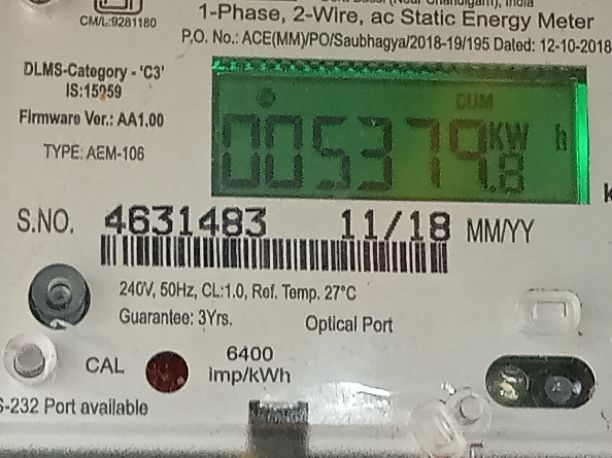 CM/L:9281180
1-Phase, 2-Wire, ac Static Energy Meter
P.O. No.: ACE(MM)/PO/Saubhagya/2018-19/195 Dated: 12-10-2018
DLMS-Category - 'C3'
IS:15959
Firmware Ver.: AA1.00
TYPE: AEM-106
CUM
005379.8 KW h
S.NO. 4631483 11/18 MM/YY
240V, 50Hz, CL:1.0, Ref. Temp. 27°C
Guarantee: 3Yrs. Optical Port
CAL 6400
imp/kWh
S-232 Port available